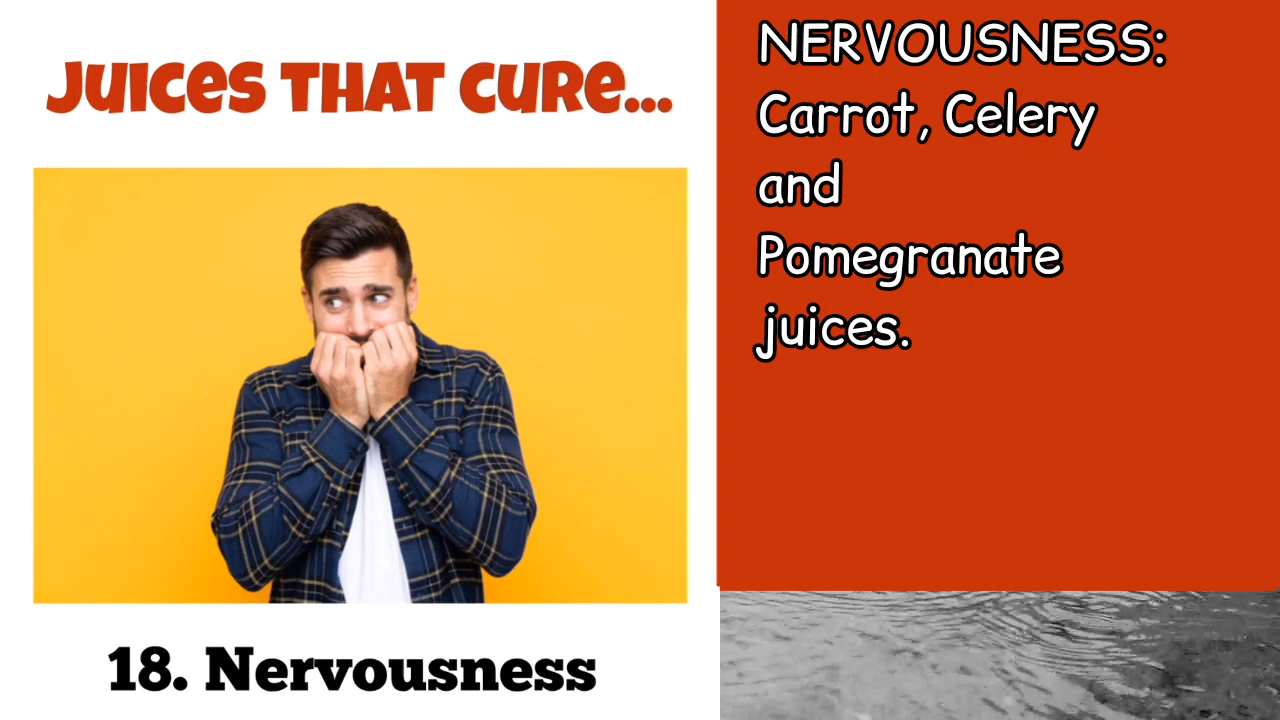 JUICES THAT CURE...
18. Nervousness
NERVOUSNESS:
Carrot, Celery
and
Pomegranate
juices.